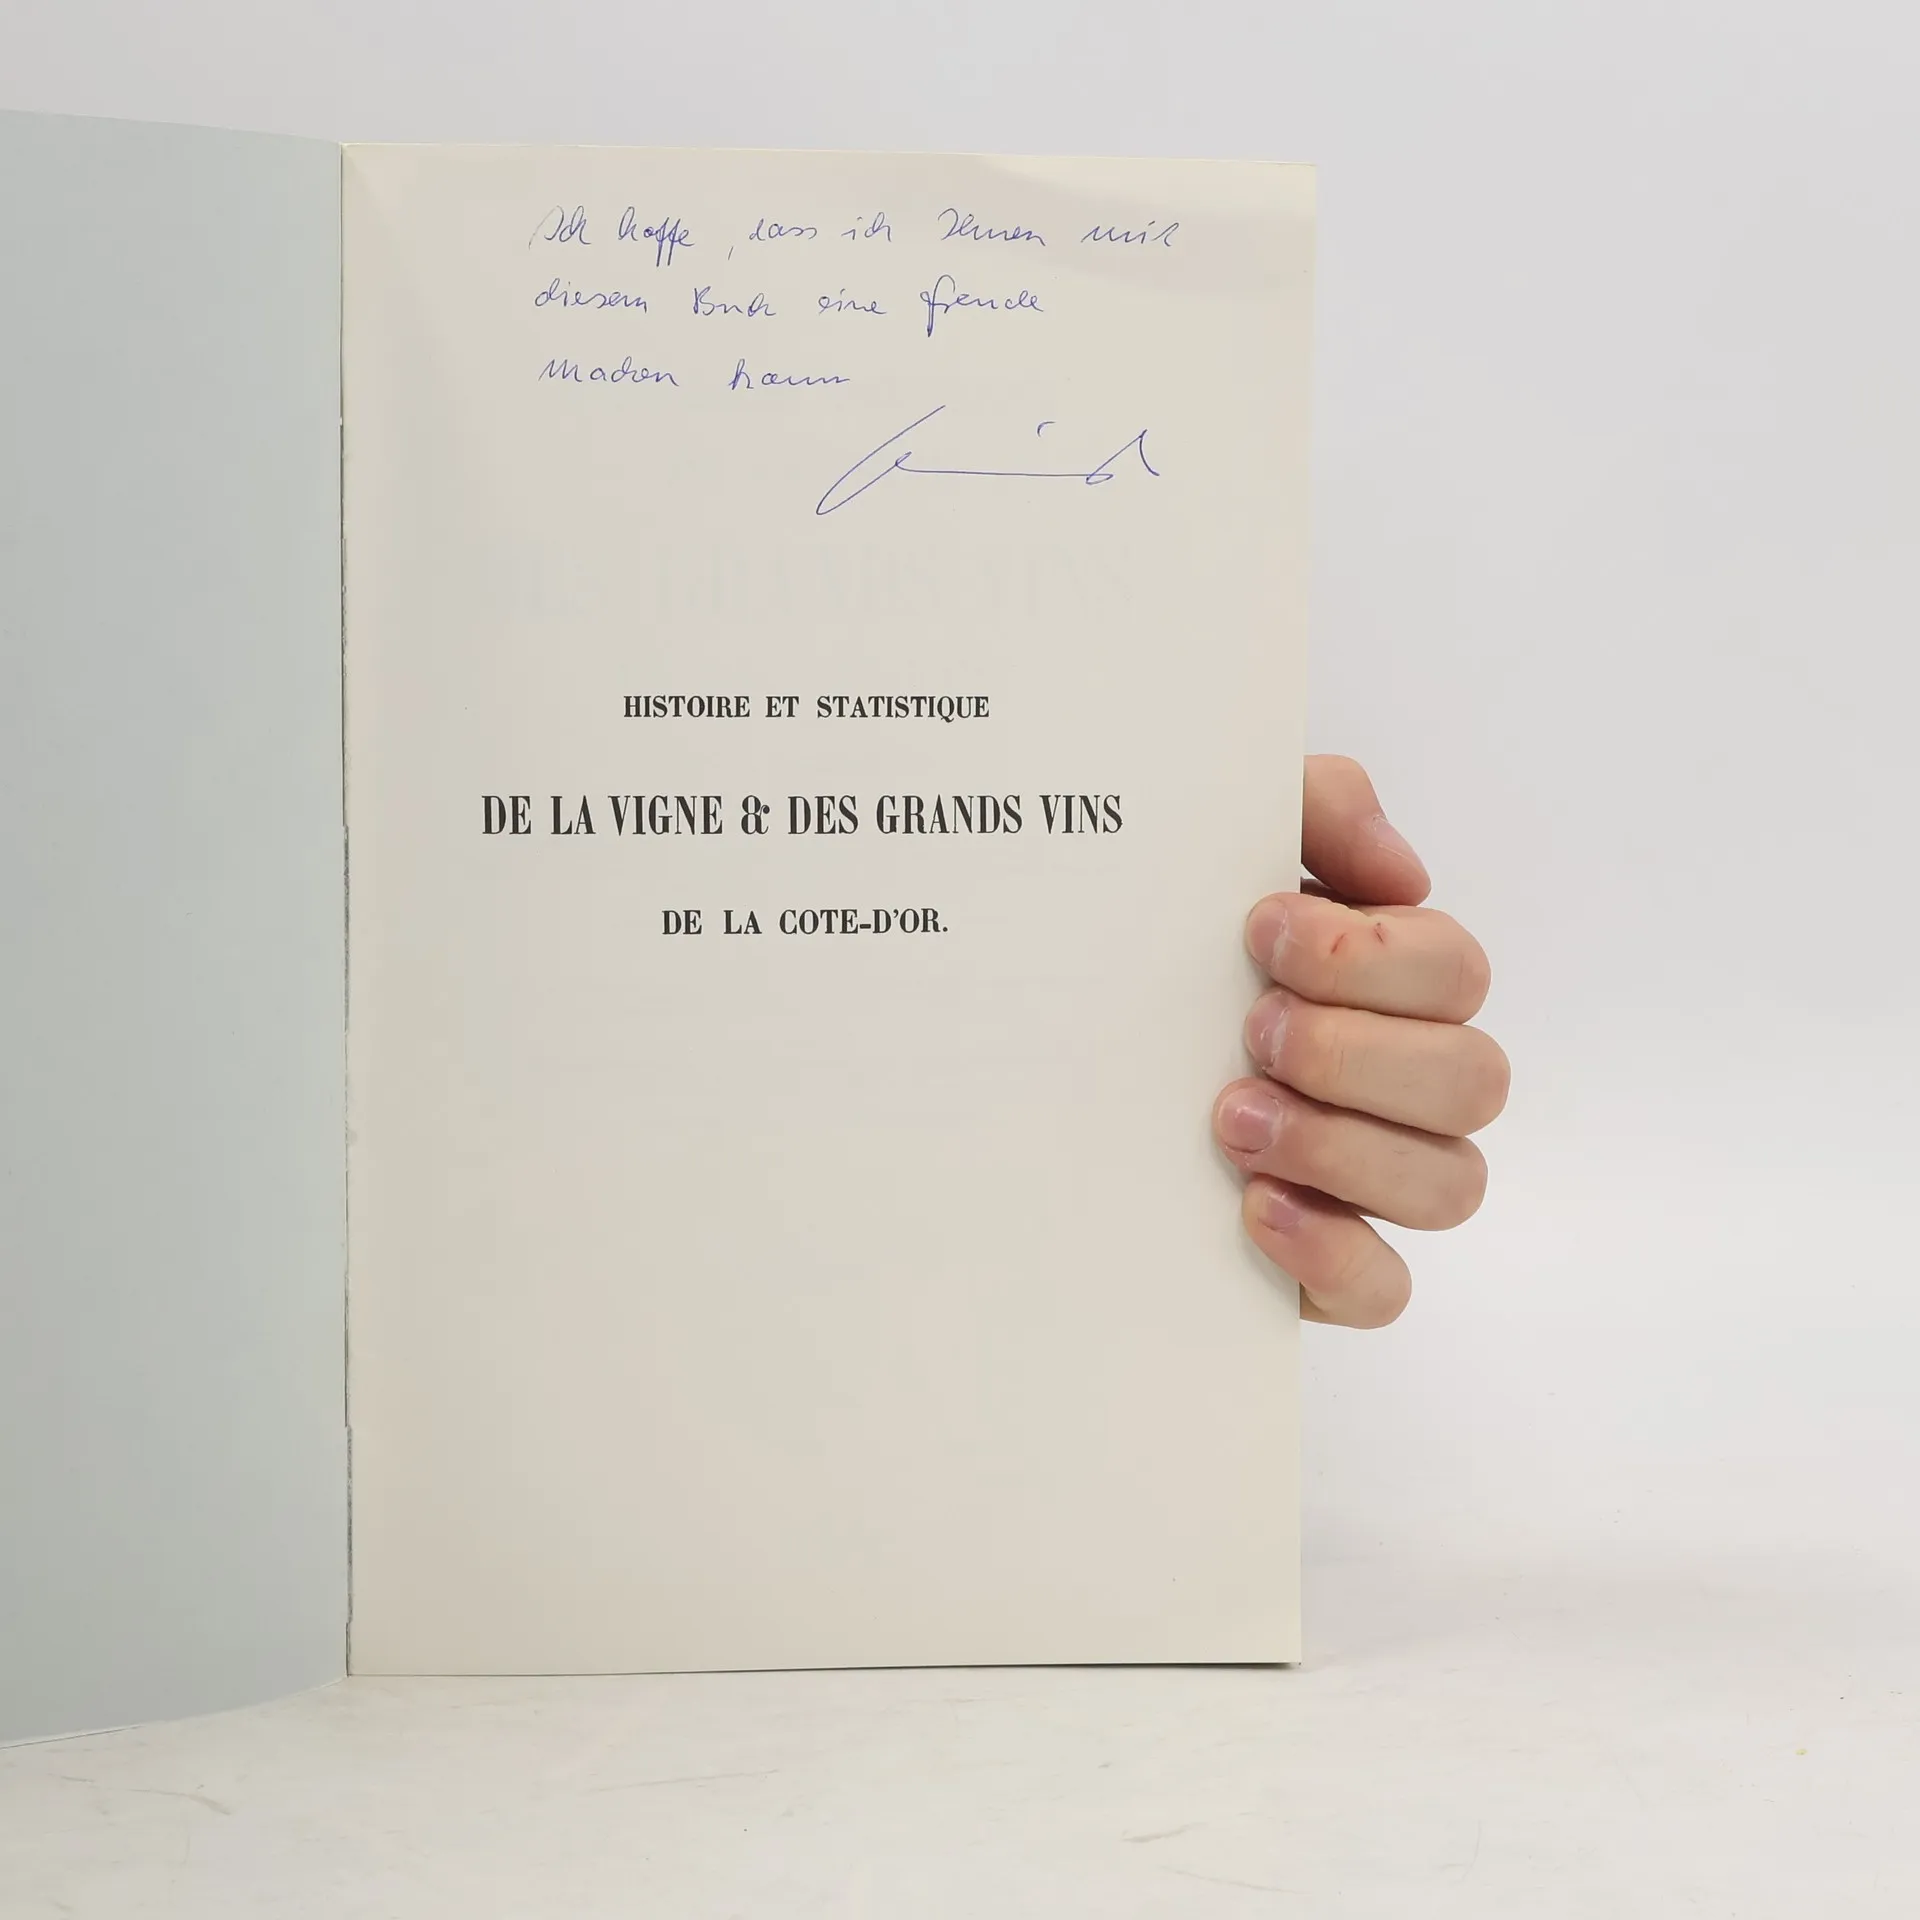 Ich hoffe, dass ich Ihnen mit
diesem Buch eine freude
machen kann
HISTOIRE ET STATISTIQUE
DE LA VIGNE & DES GRANDS VINS
DE LA COTE-D'OR.